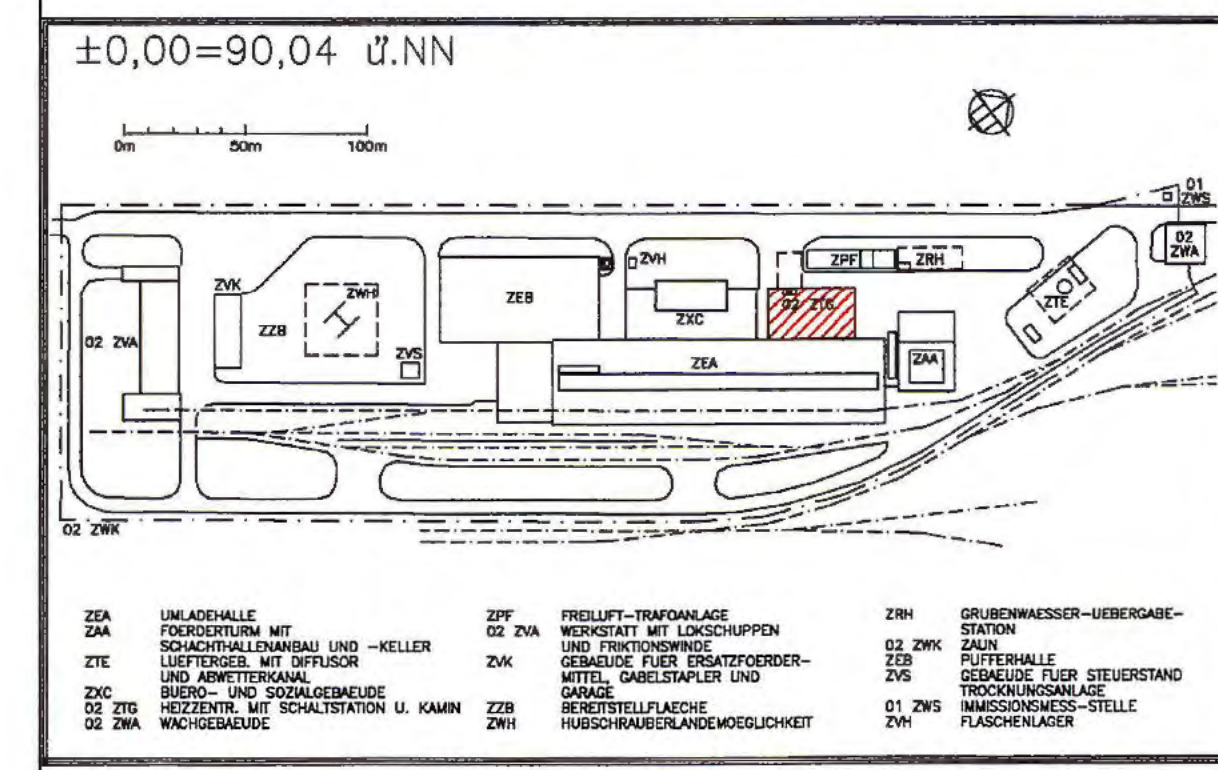 ±0,00=90,04 ü.NN
0m 50m 100m
01
ZWS
02
ZWA
ZVH
ZPF
ZRH
ZVK
ZWH
ZEB
ZTE
02 ZTG
ZZB
ZXC
02 ZVA
ZVS
ZEA
ZAA
02 ZWK
ZEA UMLADEHALLE
ZAA FOERDERTURM MIT
SCHACHTHALLENANBAU UND -KELLER
ZTE LUEFTERGEB. MIT DIFFUSOR
UND ABWETTERKANAL
ZXC BUERO- UND SOZIALGEBAEUDE
02 ZTG HEIZZENTR. MIT SCHALTSTATION U. KAMIN
02 ZWA WACHGEBAEUDE
ZPF FREILUFT-TRAFOANLAGE
02 ZVA WERKSTATT MIT LOKSCHUPPEN
UND FRIKTIONSWINDE
ZVK GEBAEUDE FUER ERSATZFOERDER-
MITTEL, GABELSTAPLER UND
GARAGE
ZZB BEREITSTELLFLAECHE
ZWH HUBSCHRAUBERLANDEMOEGLICHKEIT
ZRH GRUBENWAESSER-UEBERGABE-
STATION
02 ZWK ZAUN
ZEB PUFFERHALLE
ZVS GEBAEUDE FUER STEUERSTAND
TROCKNUNGSANLAGE
01 ZWS IMMISSIONSMESS-STELLE
ZVH FLASCHENLAGER